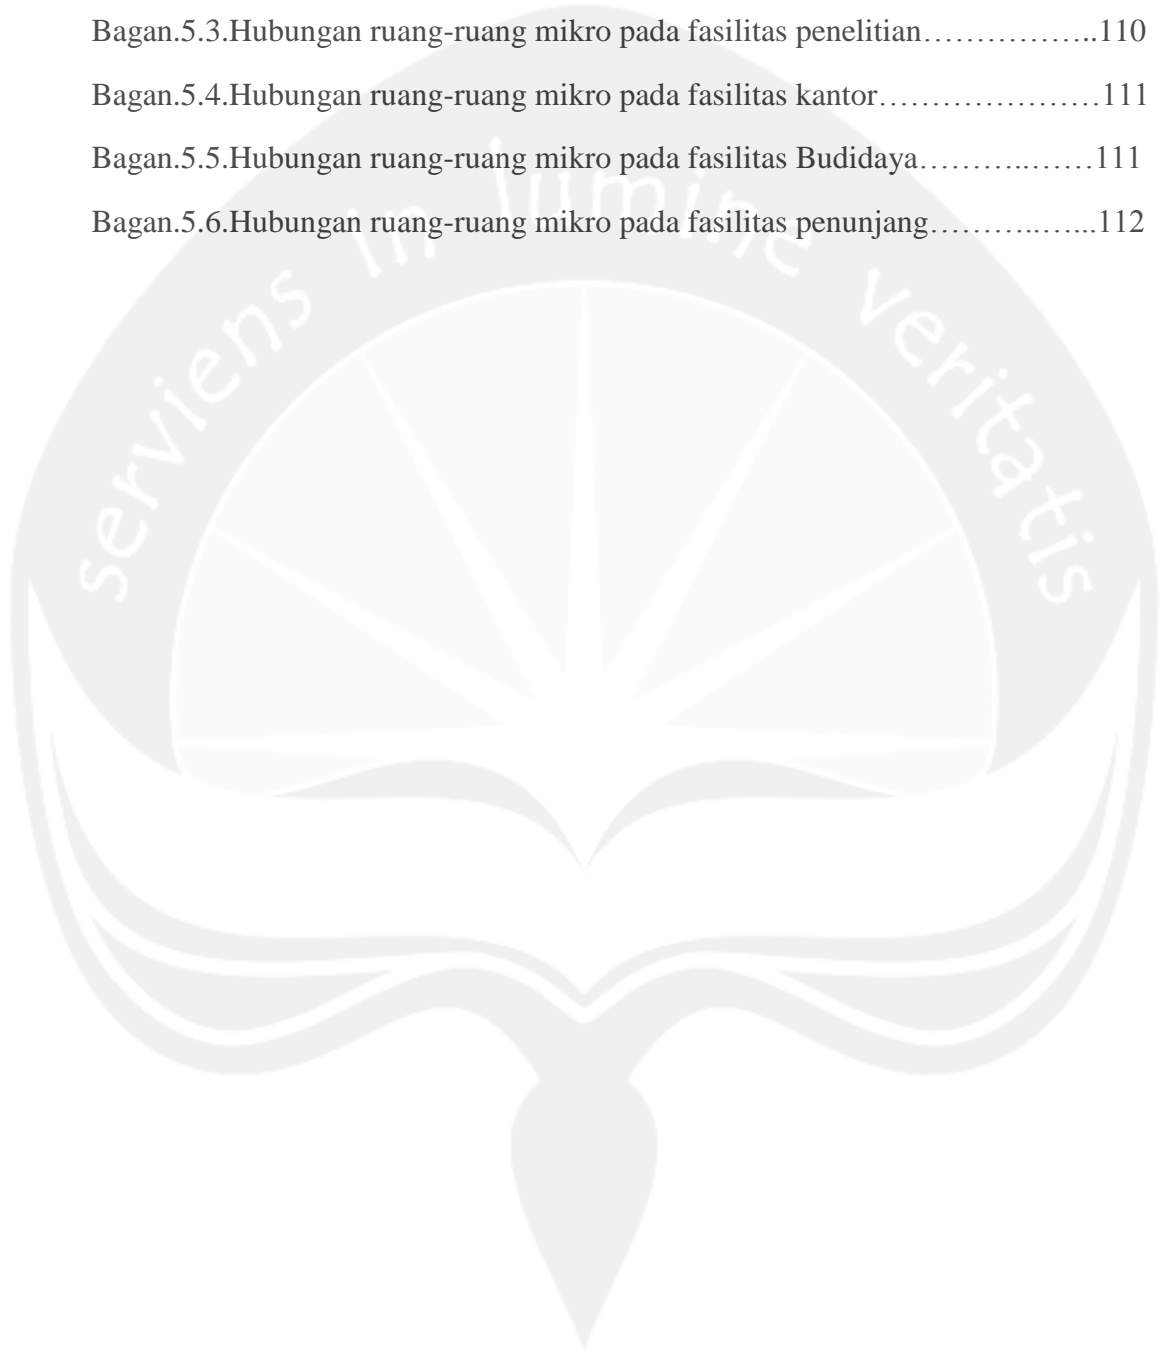 Bagan.5.3.Hubungan ruang-ruang mikro pada fasilitas penelitian……………..110
Bagan.5.4.Hubungan ruang-ruang mikro pada fasilitas kantor…………………111
Bagan.5.5.Hubungan ruang-ruang mikro pada fasilitas Budidaya………..……111
Bagan.5.6.Hubungan ruang-ruang mikro pada fasilitas penunjang………..…...112
serviens in lumine veritatis